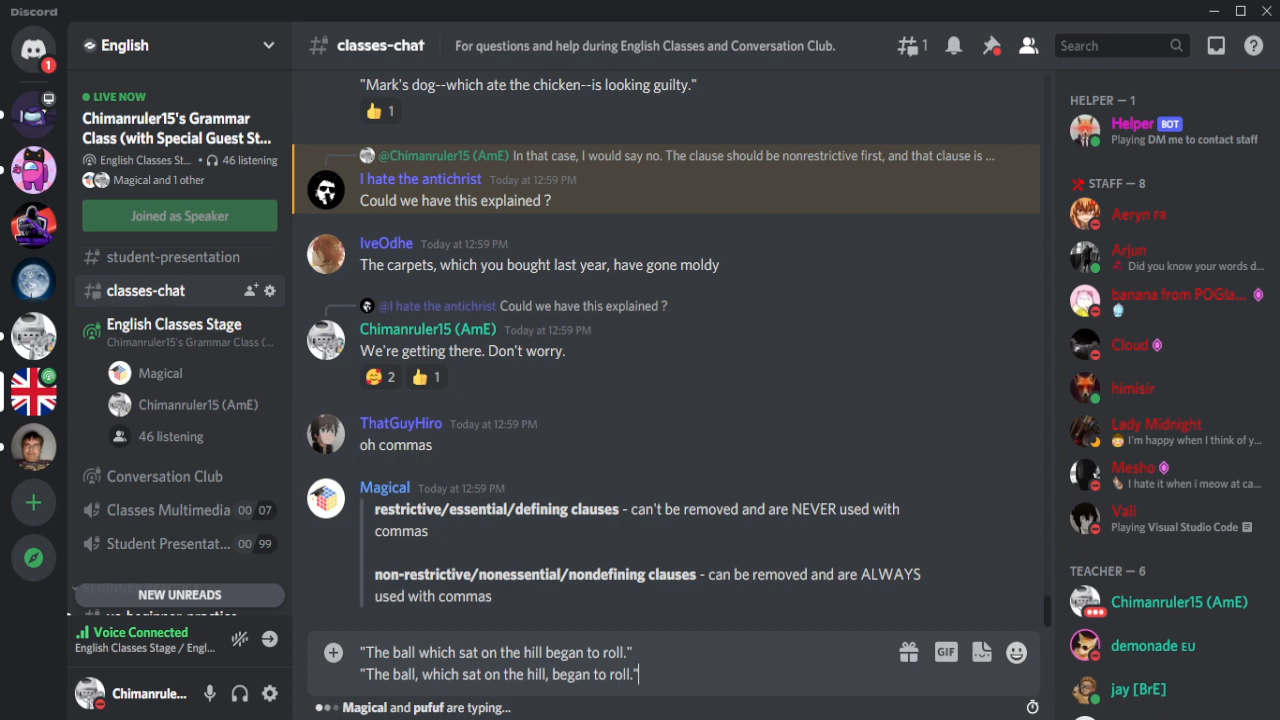 Discord
English
classes-chat
For questions and help during English Classes and Conversation Club.
1
Search
1
LIVE NOW
Chimanruler15's Grammar
Class (with Special Guest St...
English Classes St... • 46 listening
Magical and 1 other
Joined as Speaker
student-presentation
classes-chat
English Classes Stage
Chimanruler15's Grammar Class (...
Magical
Chimanruler15 (AmE)
46 listening
Conversation Club
Classes Multimedia 00 07
Student Presentat... 00 99
NEW UNREADS
Voice Connected
English Classes Stage / Engl...
Chimanrule...
"Mark's dog--which ate the chicken--is looking guilty."
1
@Chimanruler15 (AmE) In that case, I would say no. The clause should be nonrestrictive first, and that clause is ...
I hate the antichrist Today at 12:59 PM
Could we have this explained ?
IveOdhe Today at 12:59 PM
The carpets, which you bought last year, have gone moldy
@I hate the antichrist Could we have this explained ?
Chimanruler15 (AmE) Today at 12:59 PM
We're getting there. Don't worry.
2 1
ThatGuyHiro Today at 12:59 PM
oh commas
Magical Today at 12:59 PM
restrictive/essential/defining clauses - can't be removed and are NEVER used with
commas
non-restrictive/nonessential/nondefining clauses - can be removed and are ALWAYS
used with commas
"The ball which sat on the hill began to roll."
"The ball, which sat on the hill, began to roll."
GIF
Magical and pufuf are typing...
HELPER — 1
Helper BOT
Playing DM me to contact staff
STAFF — 8
Aeryn FR
Arjun
Did you know your words d...
banana from POGla...
Cloud
himisir
Lady Midnight
I'm happy when I think of y...
Mesho
I hate it when i meow at ca...
Vali
Playing Visual Studio Code
TEACHER — 6
Chimanruler15 (AmE)
demonade EU
jay [BrE]